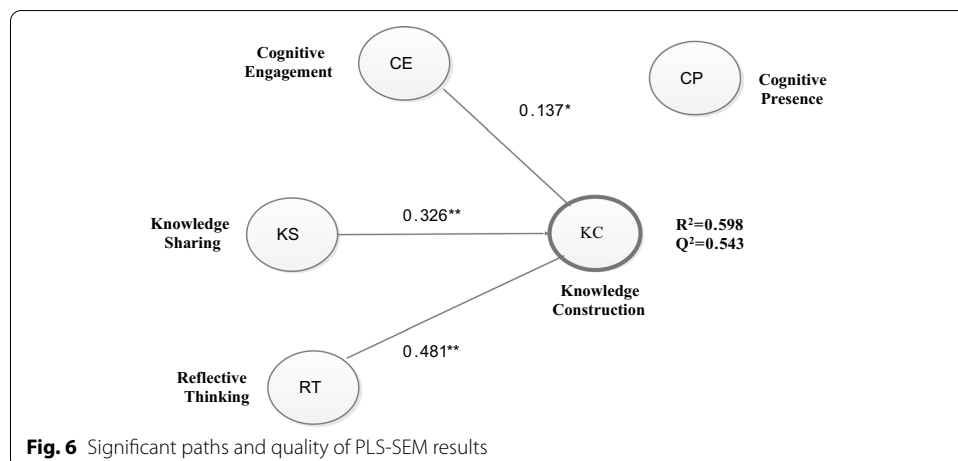 Cognitive
Engagement
CE
CP
Cognitive
Presence
0.137*
Knowledge
Sharing
KS
0.326**
KC
R²=0.598
Q²=0.543
Knowledge
Construction
0.481**
Reflective
Thinking
RT
Fig. 6 Significant paths and quality of PLS-SEM results